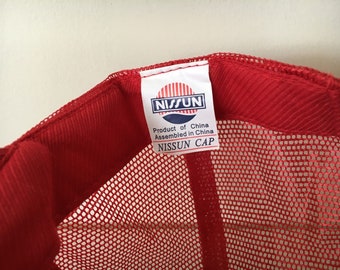 NISSUN
Product of China
Assembled in China
NISSUN CAP